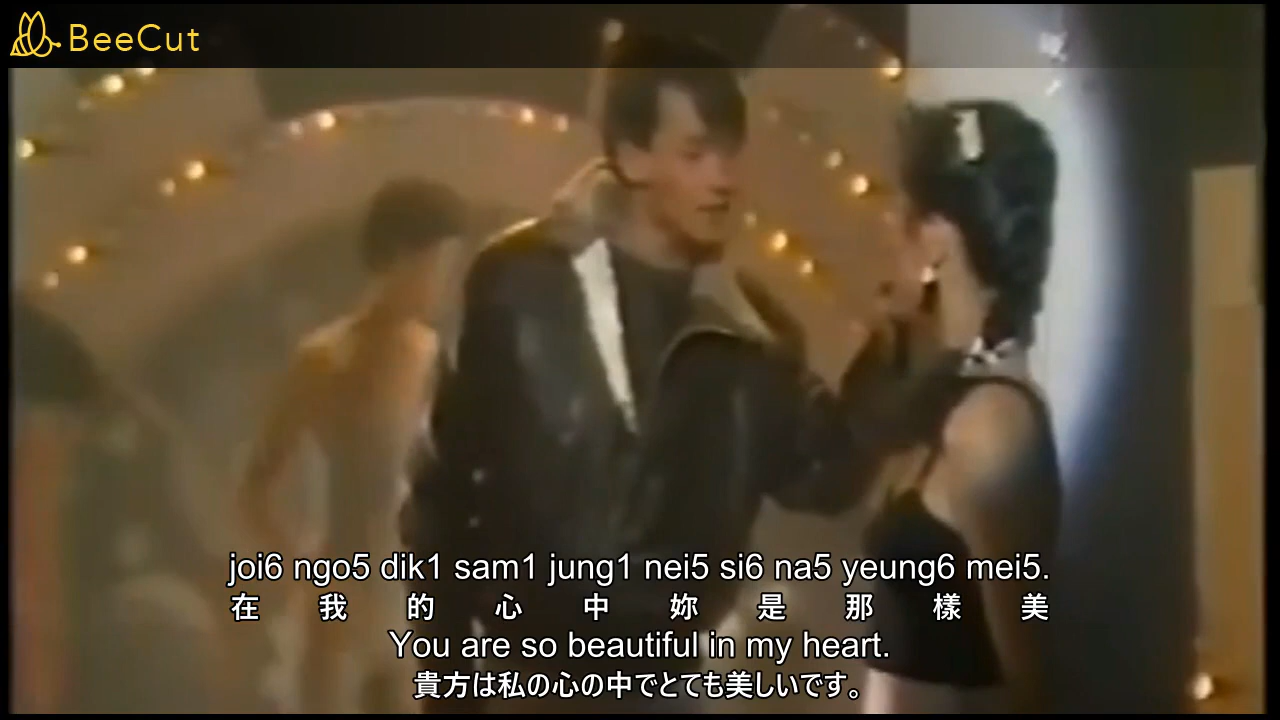 BeeCut
joi6 ngo5 dik1 sam1 jung1 nei5 si6 na5 yeung6 mei5.
在 我 的 心 中 妳 是 那 樣 美
You are so beautiful in my heart.
貴方は私の心の中でとても美しいです。